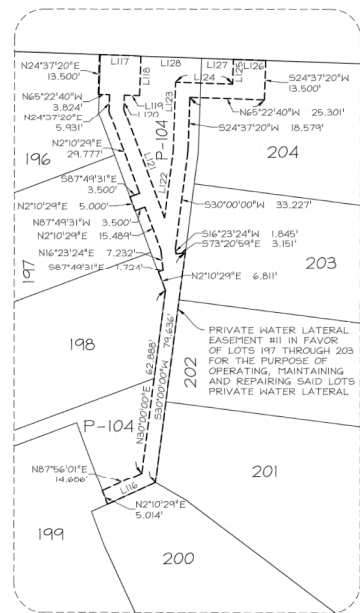 L117
L128
L127
L126
L125
L124
L118
L123
N24°37'20"E
13.500'
S24°37'20"W
13.500'
N65°22'40"W
3.824'
L119
L120
N65°22'40"W 25.301'
N24°37'20"E
5.931'
S24°37'20"W
18.579'
P-104
196
204
N2°10'29"E
29.777'
L121
L122
S87°49'31"E
3.500'
N2°10'29"E 5.000'
S30°00'00"W 33.227'
N87°49'31"W 3.500'
N2°10'29"E
15.489'
S16°23'24"W 1.845'
S73°20'59"E 3.151'
N16°23'24"E 7.232'
S87°49'31"E 1.724'
203
197
N2°10'29"E 6.811'
PRIVATE WATER LATERAL
EASEMENT #11 IN FAVOR
OF LOTS 197 THROUGH 203
FOR THE PURPOSE OF
OPERATING, MAINTAINING
AND REPAIRING SAID LOTS
PRIVATE WATER LATERAL
198
N30°00'00"E 62.888'
S30°00'00"W 79.636'
202
P-104
N87°56'01"E
14.606'
L116
201
N2°10'29"E
5.014'
199
200